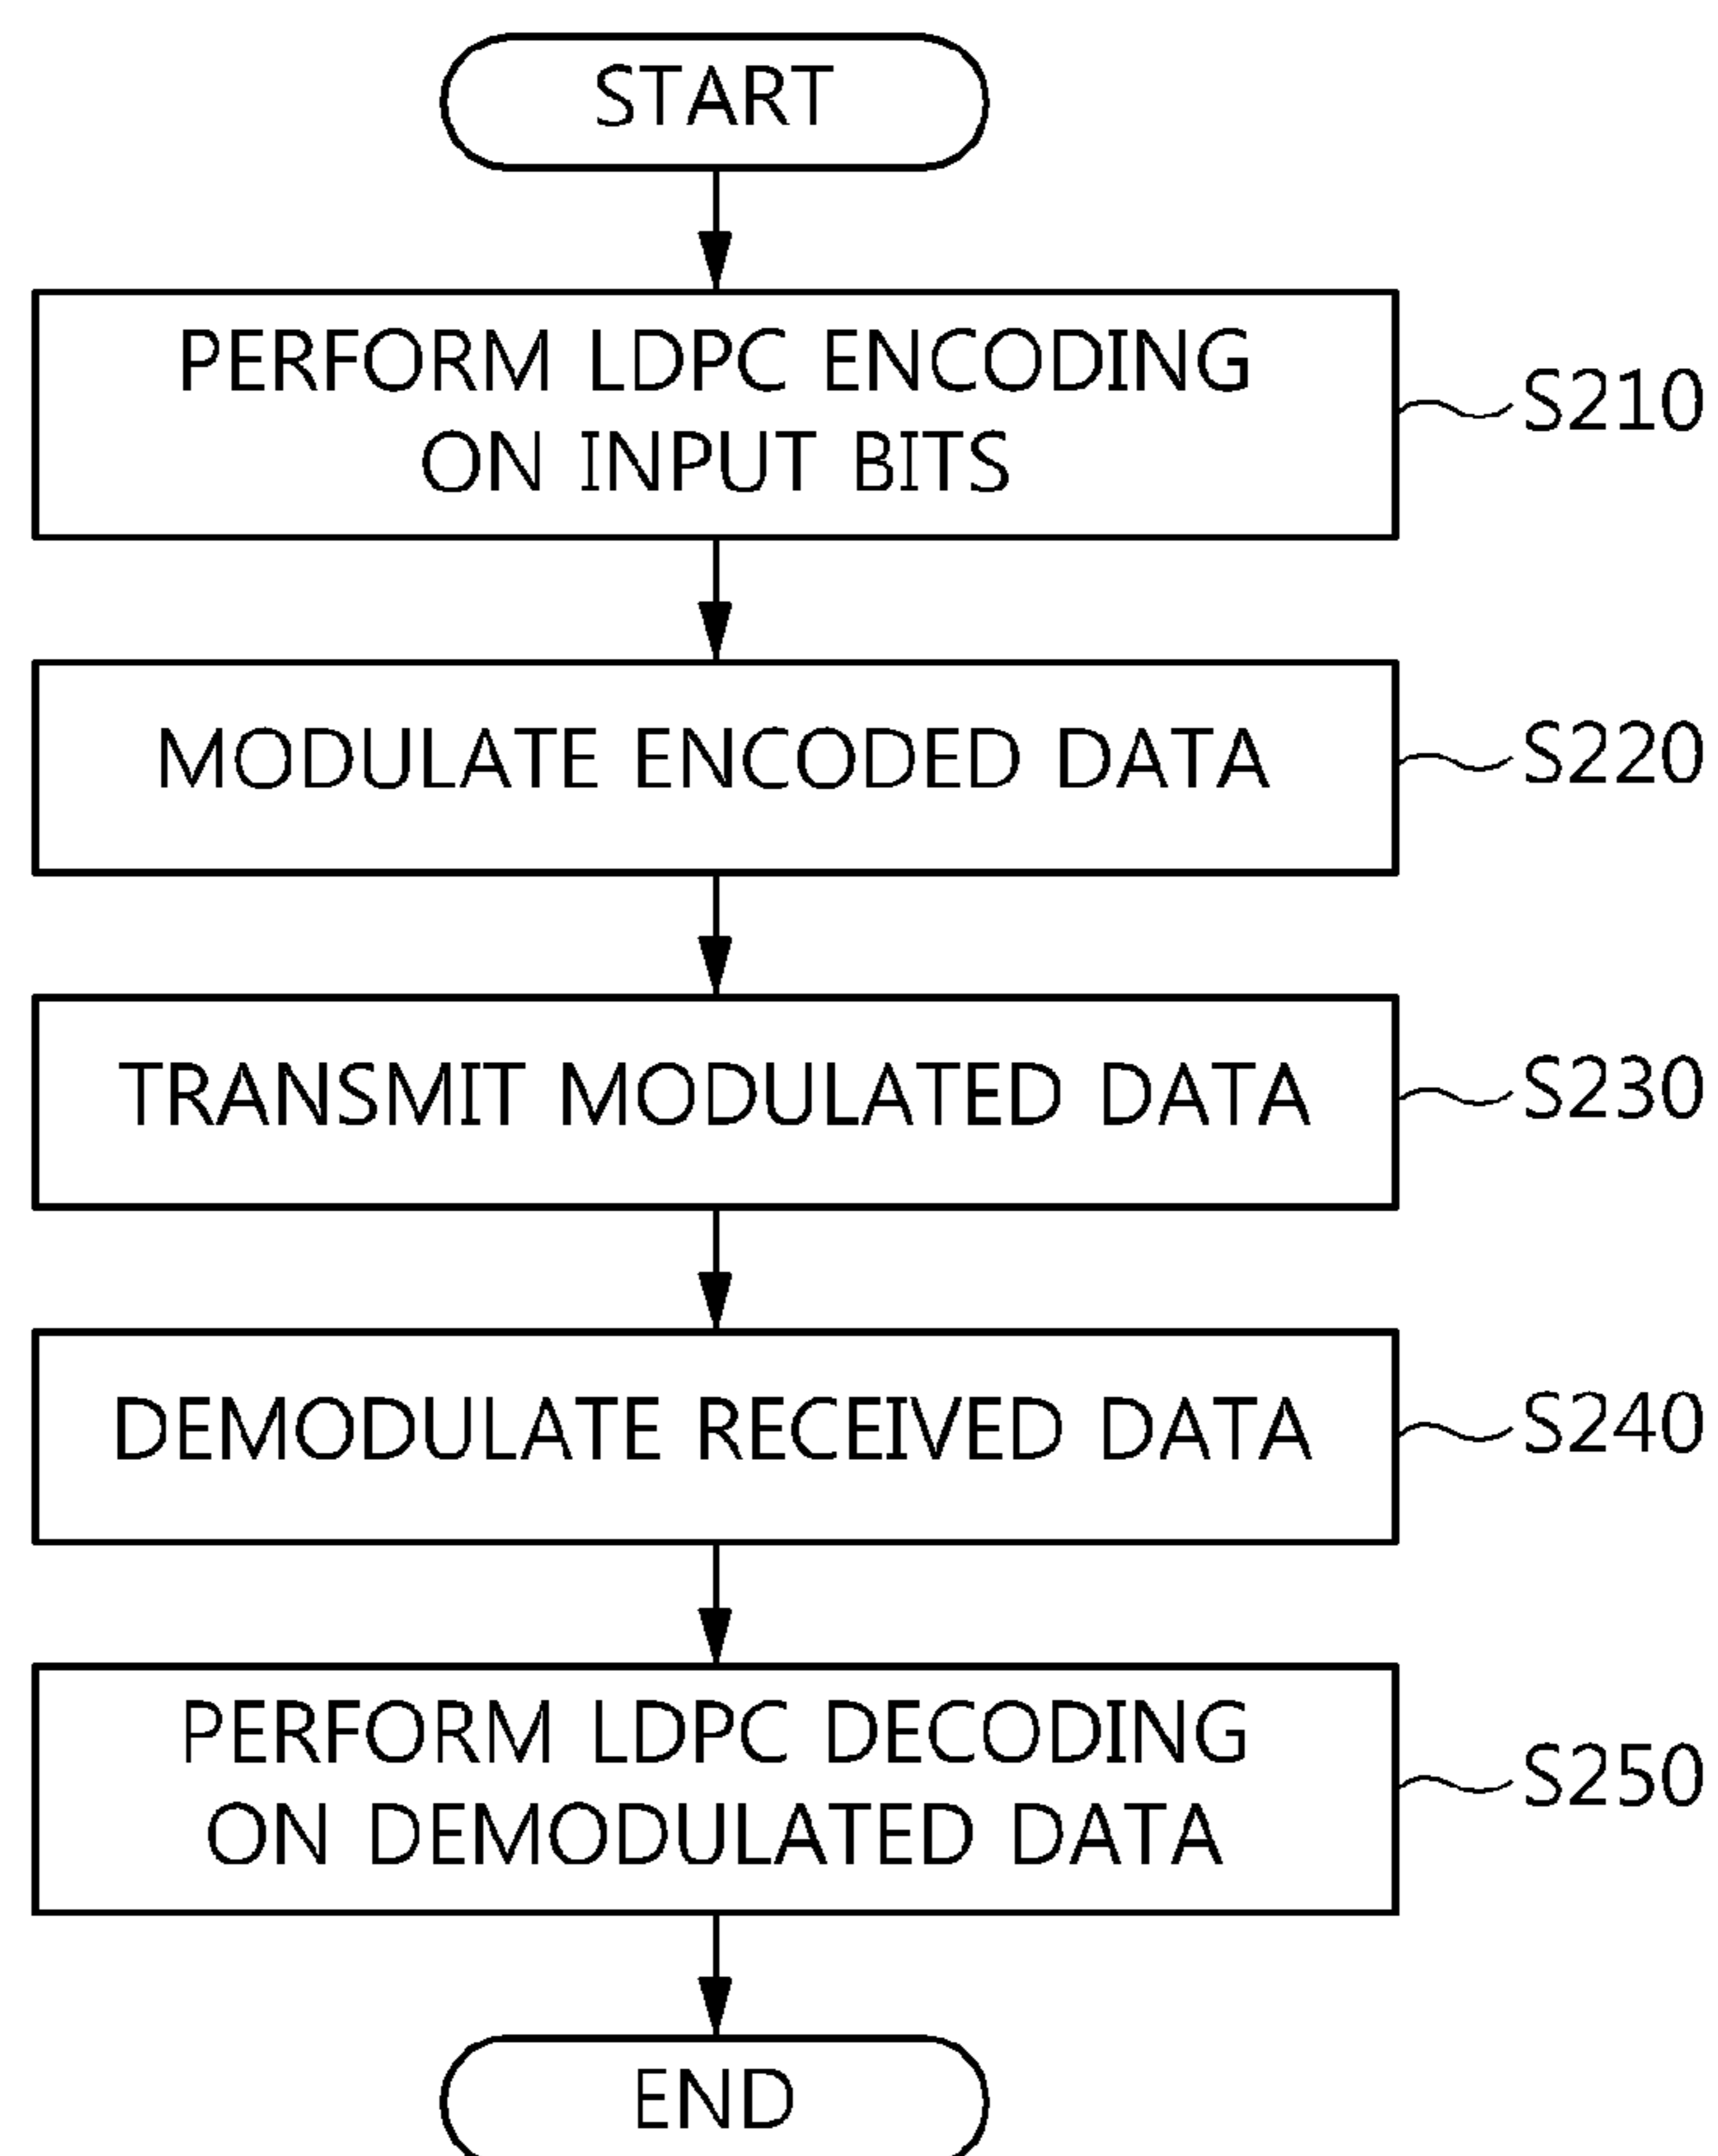 START
PERFORM LDPC ENCODING
ON INPUT BITS
S210
MODULATE ENCODED DATA
S220
TRANSMIT MODULATED DATA
S230
DEMODULATE RECEIVED DATA
S240
PERFORM LDPC DECODING
ON DEMODULATED DATA
S250
END